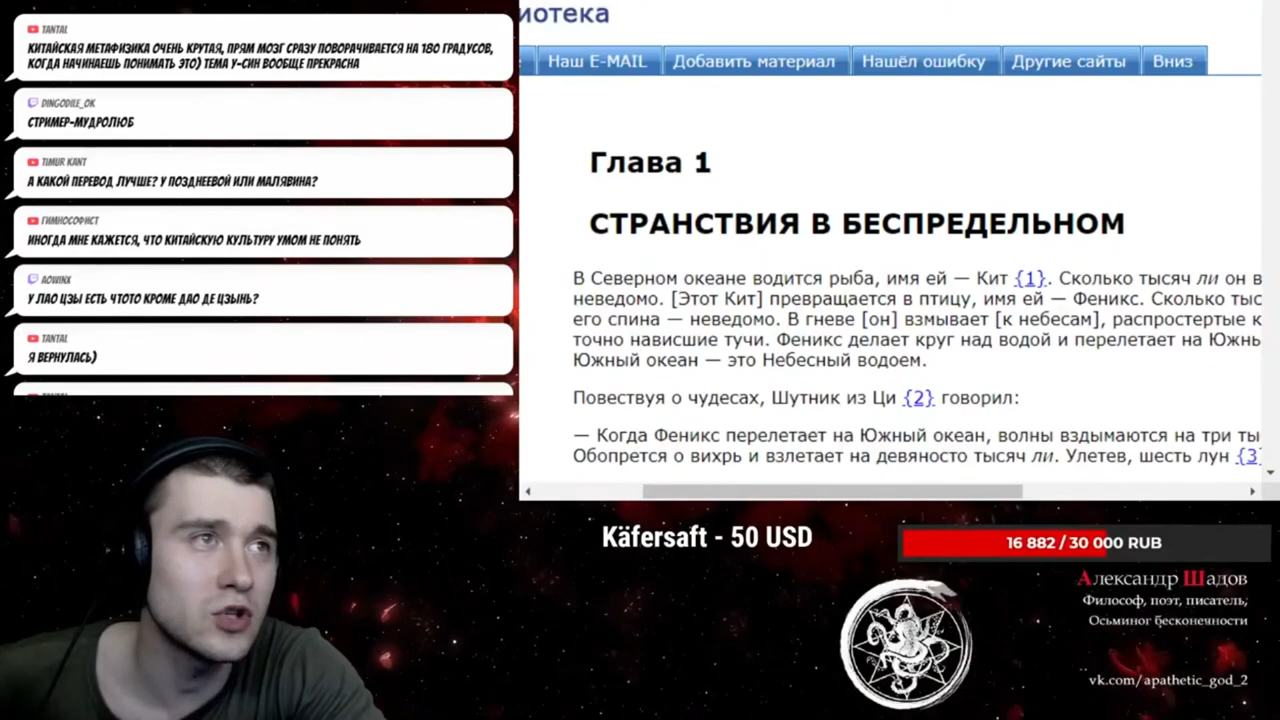 TANTAL
КИТАЙСКАЯ МЕТАФИЗИКА ОЧЕНЬ КРУТАЯ, ПРЯМ МОЗГ СРАЗУ ПОВОРАЧИВАЕТСЯ НА 180 ГРАДУСОВ,
КОГДА НАЧИНАЕШЬ ПОНИМАТЬ ЭТО) ТЕМА У-СИН ВООБЩЕ ПРЕКРАСНА
DINGODILE_OK
СТРИМЕР-МУДРОЛЮБ
TIMUR KANT
А КАКОЙ ПЕРЕВОД ЛУЧШЕ? У ПОЗДНЕЕВОЙ ИЛИ МАЛЯВИНА?
ГИМНОСОФИСТ
ИНОГДА МНЕ КАЖЕТСЯ, ЧТО КИТАЙСКУЮ КУЛЬТУРУ УМОМ НЕ ПОНЯТЬ
AOWINX
У ЛАО ЦЗЫ ЕСТЬ ЧТОТО КРОМЕ ДАО ДЕ ЦЗЫНЬ?
TANTAL
Я ВЕРНУЛАСЬ)
иотека
Наш E-MAIL Добавить материал Нашёл ошибку Другие сайты Вниз
Глава 1
СТРАНСТВИЯ В БЕСПРЕДЕЛЬНОМ
В Северном океане водится рыба, имя ей — Кит {1}. Сколько тысяч ли он в
неведомо. [Этот Кит] превращается в птицу, имя ей — Феникс. Сколько тыс
его спина — неведомо. В гневе [он] взмывает [к небесам], распростертые к
точно нависшие тучи. Феникс делает круг над водой и перелетает на Южн
Южный океан — это Небесный водоем.
Повествуя о чудесах, Шутник из Ци {2} говорил:
— Когда Феникс перелетает на Южный океан, волны вздымаются на три ты
Обопрется о вихрь и взлетает на девяносто тысяч ли. Улетев, шесть лун {3
Käfersaft - 50 USD
16 882 / 30 000 RUB
Александр Шадов
Философ, поэт, писатель;
Осьминог бесконечности
vk.com/apathetic_god_2